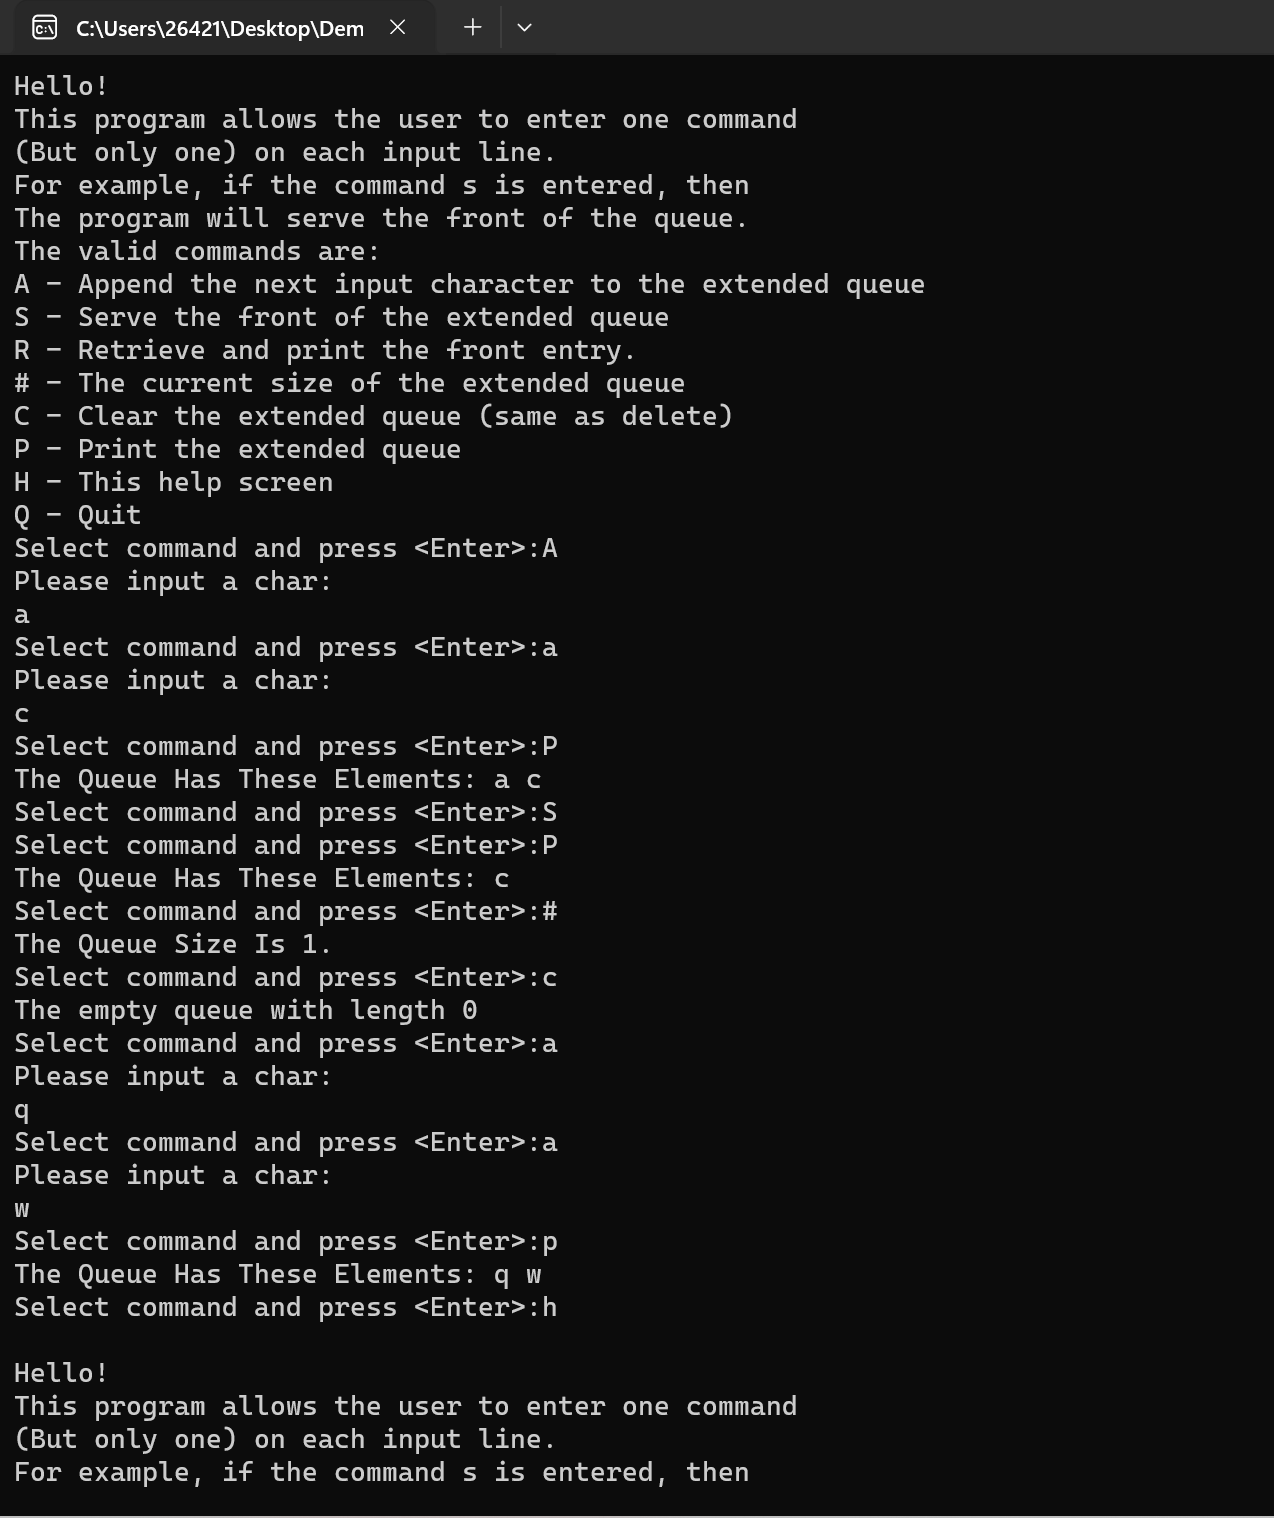 C:\Users\26421\Desktop\Dem
Hello!
This program allows the user to enter one command
(But only one) on each input line.
For example, if the command s is entered, then
The program will serve the front of the queue.
The valid commands are:
A - Append the next input character to the extended queue
S - Serve the front of the extended queue
R - Retrieve and print the front entry.
# - The current size of the extended queue
C - Clear the extended queue (same as delete)
P - Print the extended queue
H - This help screen
Q - Quit
Select command and press <Enter>:A
Please input a char:
a
Select command and press <Enter>:a
Please input a char:
c
Select command and press <Enter>:P
The Queue Has These Elements: a c
Select command and press <Enter>:S
Select command and press <Enter>:P
The Queue Has These Elements: c
Select command and press <Enter>:#
The Queue Size Is 1.
Select command and press <Enter>:c
The empty queue with length 0
Select command and press <Enter>:a
Please input a char:
q
Select command and press <Enter>:a
Please input a char:
w
Select command and press <Enter>:p
The Queue Has These Elements: q w
Select command and press <Enter>:h
Hello!
This program allows the user to enter one command
(But only one) on each input line.
For example, if the command s is entered, then